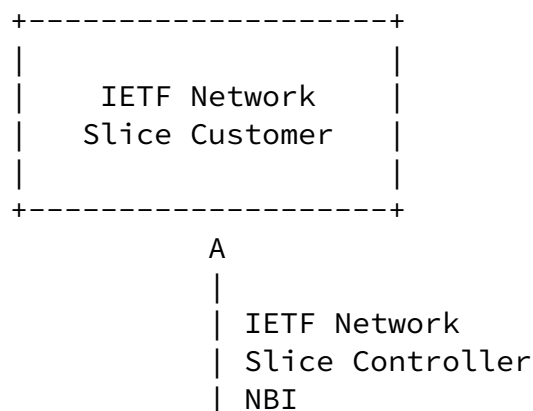 IETF Network
Slice Customer
A
IETF Network
Slice Controller
NBI